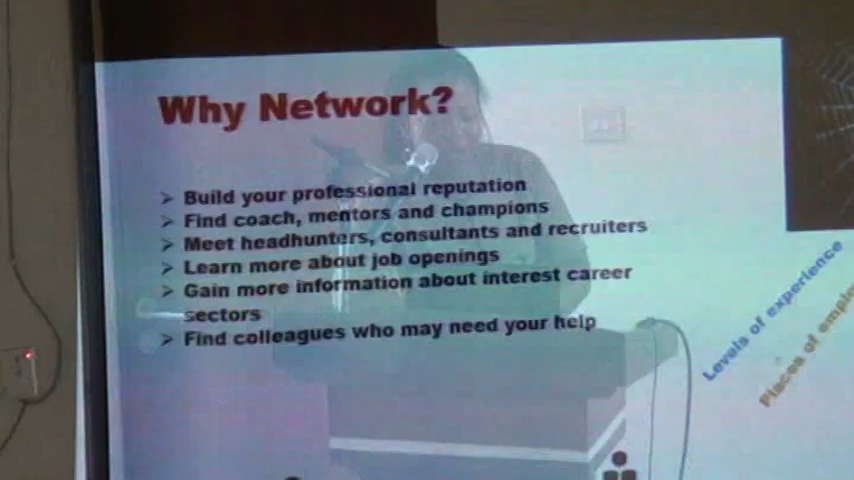 Why Network?
➢ Build your professional reputation
➢ Find coach, mentors and champions
➢ Meet headhunters, consultants and recruiters
➢ Learn more about job openings
➢ Gain more information about interest career
sectors
➢ Find colleagues who may need your help
Levels of experience
Places of